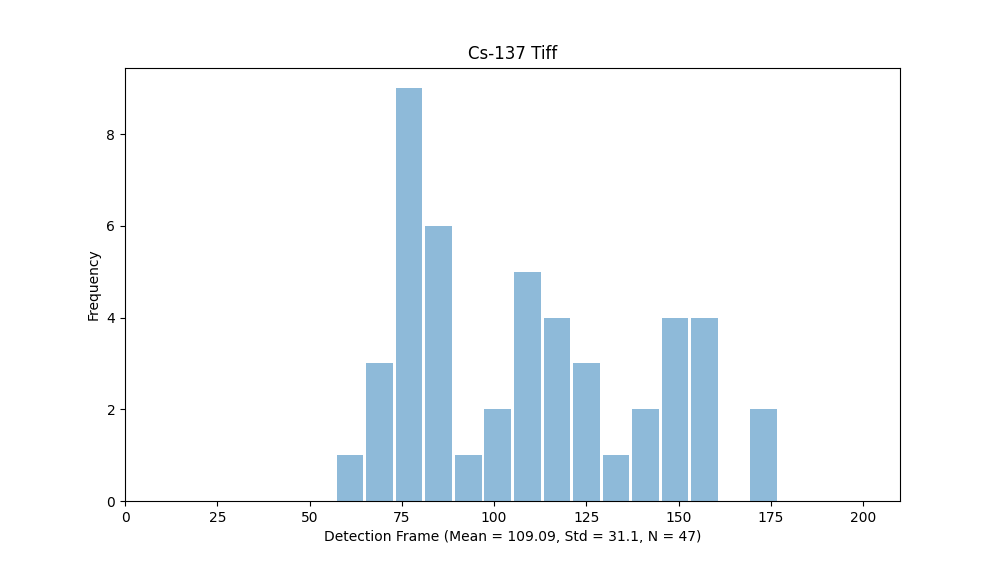 Cs-137 Tiff
8
6
4
2
0
Frequency
0 25 50 75 100 125 150 175 200
Detection Frame (Mean = 109.09, Std = 31.1, N = 47)